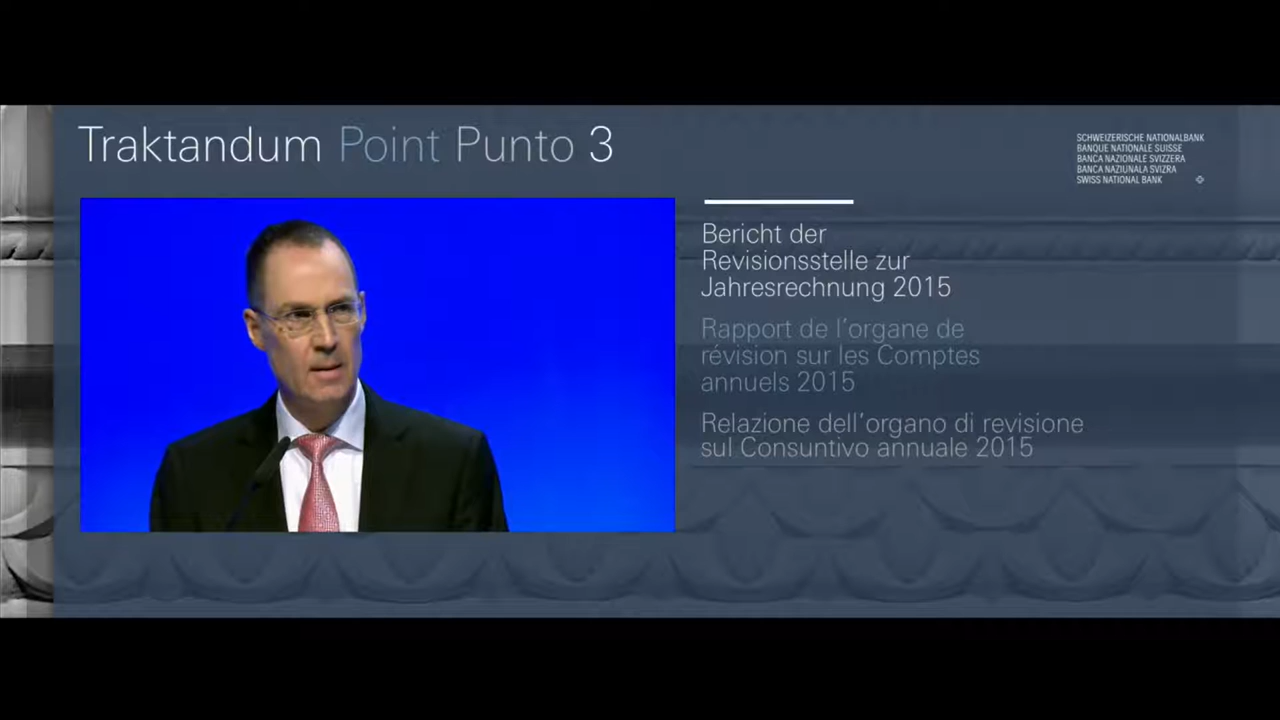 Traktandum Point Punto 3
SCHWEIZERISCHE NATIONALBANK
BANQUE NATIONALE SUISSE
BANCA NAZIONALE SVIZZERA
BANCA NAZIUNALA SVIZRA
SWISS NATIONAL BANK
Bericht der
Revisionsstelle zur
Jahresrechnung 2015
Rapport de l’organe de
révision sur les Comptes
annuels 2015
Relazione dell’organo di revisione
sul Consuntivo annuale 2015